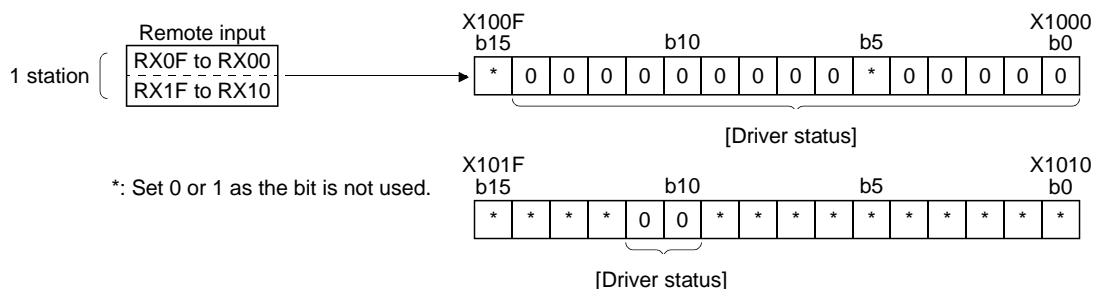 Remote input
1 station
RX0F to RX00
RX1F to RX10
X100F X1000
b15 b10 b5 b0
* 0 0 0 0 0 0 0 0 0 * 0 0 0 0 0
[Driver status]
*: Set 0 or 1 as the bit is not used.
X101F X1010
b15 b10 b5 b0
* * * * 0 0 * * * * * * * * * *
[Driver status]